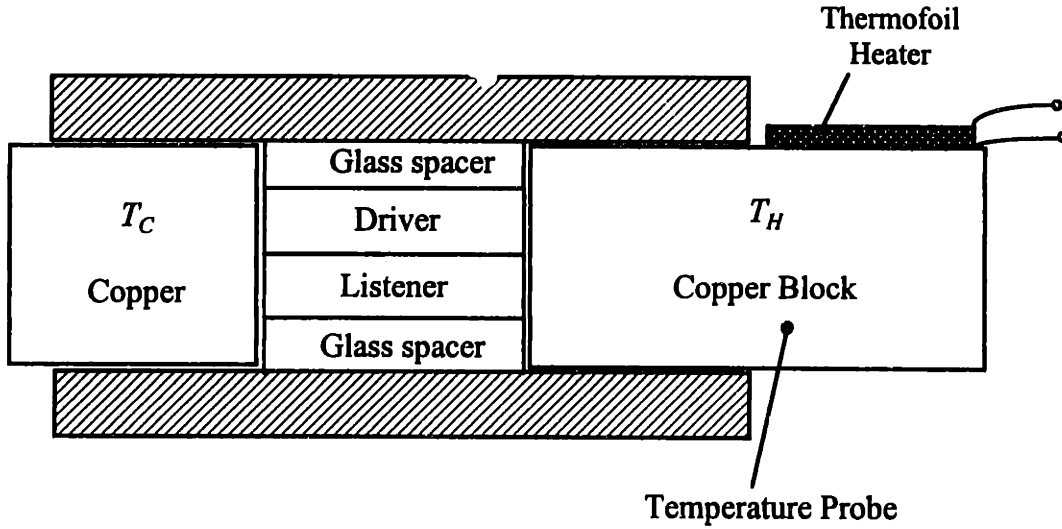 Thermofoil
Heater
Glass spacer
T_C
Driver
T_H
Copper
Listener
Copper Block
Glass spacer
Temperature Probe